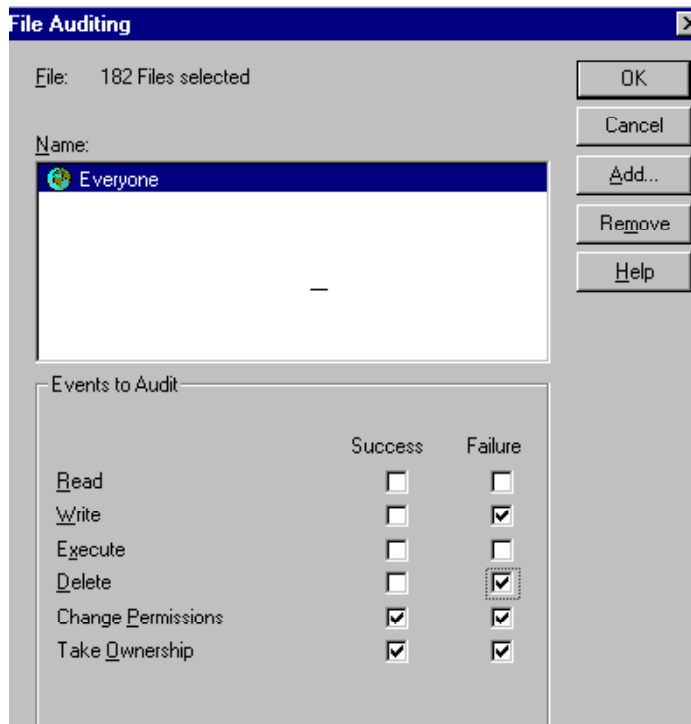 File Auditing
File: 182 Files selected
OK
Cancel
Name:
Everyone
Add...
Remove
Help
Events to Audit
Success Failure
Read
Write
Execute
Delete
Change Permissions
Take Ownership